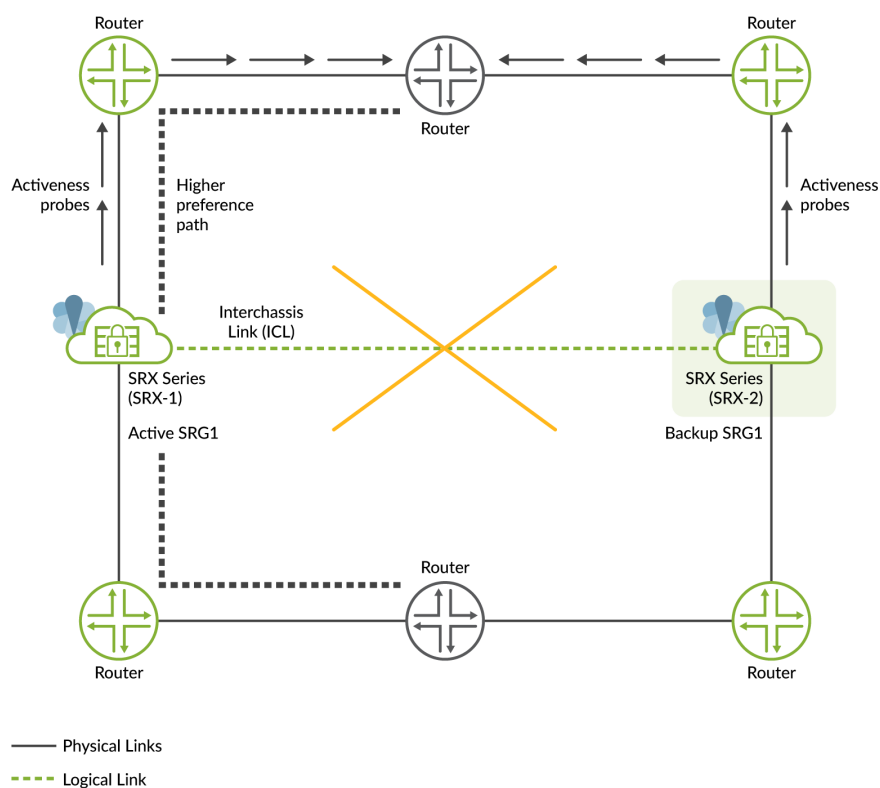 Router
Router
Router
Activeness
probes
Higher
preference
path
Activeness
probes
Interchassis
Link (ICL)
SRX Series
(SRX-1)
SRX Series
(SRX-2)
Active SRG1
Backup SRG1
Router
Router
Router
Physical Links
Logical Link